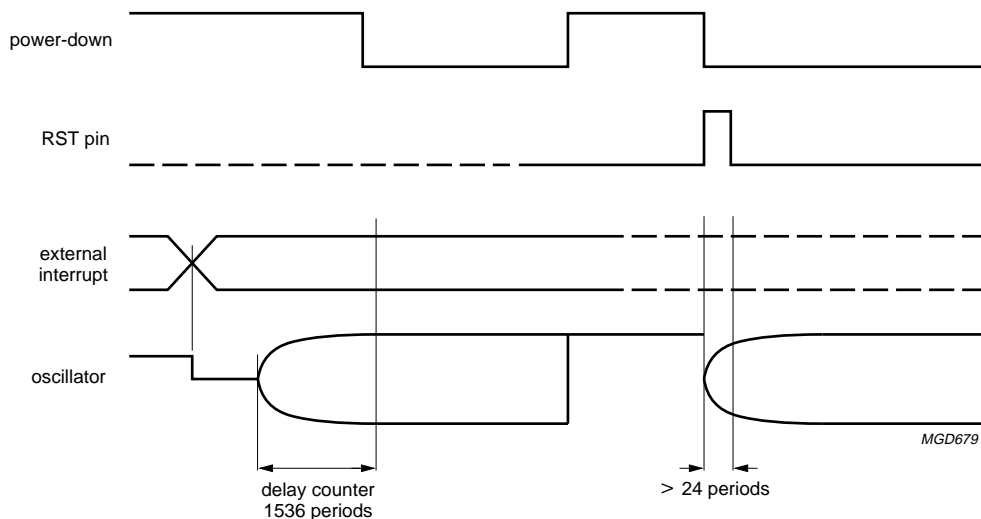 power-down
RST pin
external
interrupt
oscillator
MGD679
delay counter
1536 periods
> 24 periods